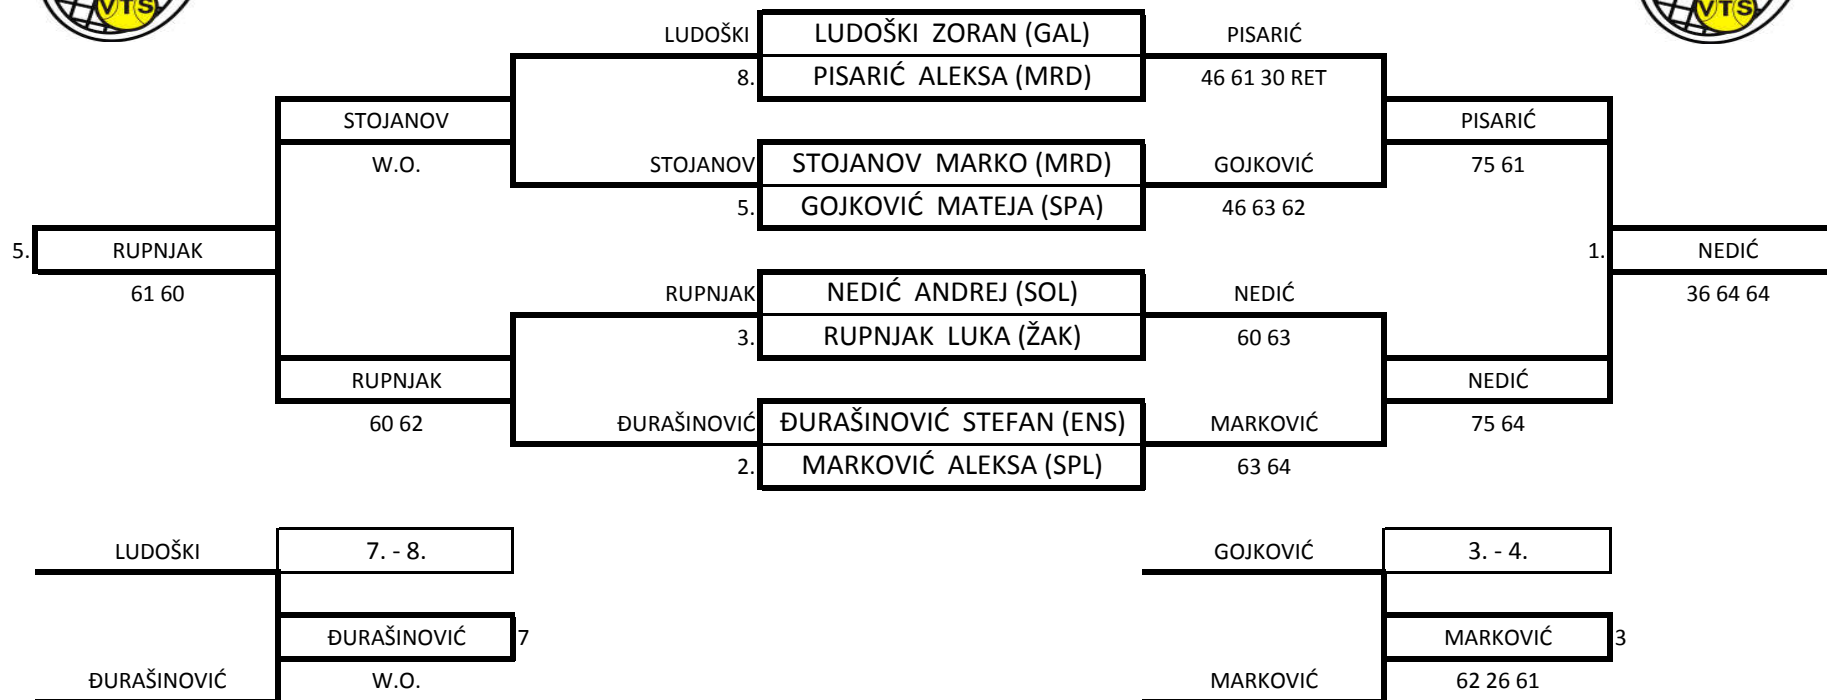 VTS
VTS
LUDOŠKI LUDOŠKI ZORAN (GAL) PISARIĆ
8. PISARIĆ ALEKSA (MRD) 46 61 30 RET
STOJANOV PISARIĆ
W.O. STOJANOV STOJANOV MARKO (MRD) GOJKOVIĆ 75 61
5. GOJKOVIĆ MATEJA (SPA) 46 63 62
5. RUPNJAK 1. NEDIĆ
61 60 RUPNJAK NEDIĆ ANDREJ (SOL) NEDIĆ 36 64 64
3. RUPNJAK LUKA (ŽAK) 60 63
RUPNJAK NEDIĆ
60 62 ĐURAŠINOVIĆ ĐURAŠINOVIĆ STEFAN (ENS) MARKOVIĆ 75 64
2. MARKOVIĆ ALEKSA (SPL) 63 64
LUDOŠKI 7. - 8. GOJKOVIĆ 3. - 4.
ĐURAŠINOVIĆ 7 MARKOVIĆ 3
ĐURAŠINOVIĆ W.O. MARKOVIĆ 62 26 61